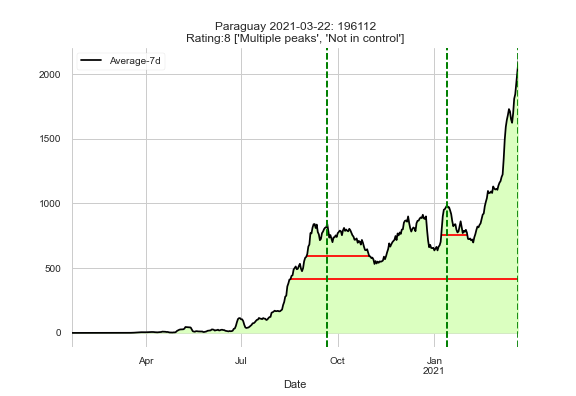 Paraguay 2021-03-22: 196112
Rating:8 ['Multiple peaks', 'Not in control']
Average-7d
2000
1500
1000
500
0
Apr
Jul
Oct
Jan
2021
Date